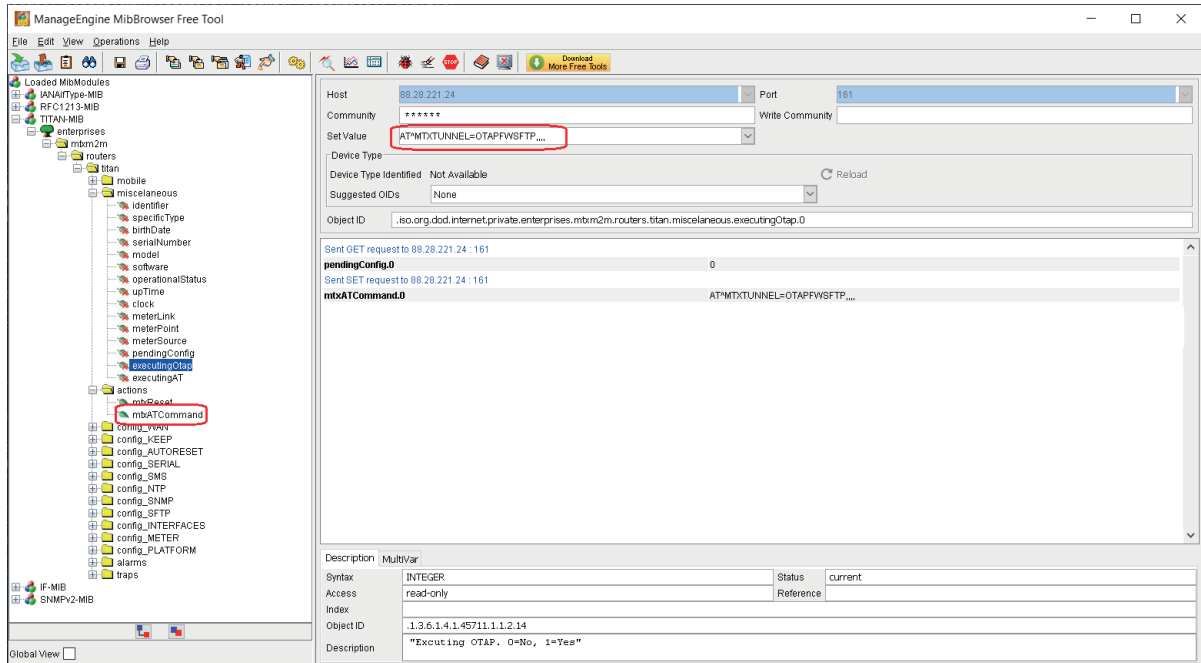 ManageEngine MibBrowser Free Tool
File Edit View Operations Help
STOP
Download
More Free Tools
Loaded MibModules
IANAifType-MIB
RFC1213-MIB
TITAN-MIB
enterprises
mtxm2m
routers
titan
mobile
miscelaneous
identifier
specificType
birthDate
serialNumber
model
software
operationalStatus
upTime
clock
meterLink
meterPoint
meterSource
pendingConfig
executingOtap
executingAT
actions
mtxReset
mtxATCommand
config_WAN
config_KEEP
config_AUTORESET
config_SERIAL
config_SMS
config_NTP
config_SNMP
config_SFTP
config_INTERFACES
config_METER
config_PLATFORM
alarms
traps
IF-MIB
SNMPv2-MIB
Global View
Host 88.28.221.24 Port 161
Community ****** Write Community
Set Value AT^MTXTUNNEL=OTAPFWSFTP,,,,
Device Type
Device Type Identified Not Available Reload
Suggested OIDs None
Object ID .iso.org.dod.internet.private.enterprises.mtxm2m.routers.titan.miscelaneous.executingOtap.0
Sent GET request to 88.28.221.24 : 161
pendingConfig.0 0
Sent SET request to 88.28.221.24 : 161
mtxATCommand.0 AT^MTXTUNNEL=OTAPFWSFTP,,,,
Description MultiVar
Syntax INTEGER Status current
Access read-only Reference
Index
Object ID .1.3.6.1.4.1.45711.1.1.2.14
Description "Excuting OTAP. 0=No, 1=Yes"